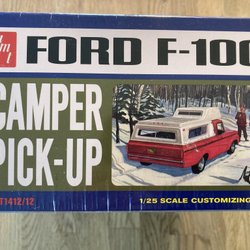 amt
FORD F-100
CAMPER
PICK-UP
T1412/12
1/25 SCALE CUSTOMIZING